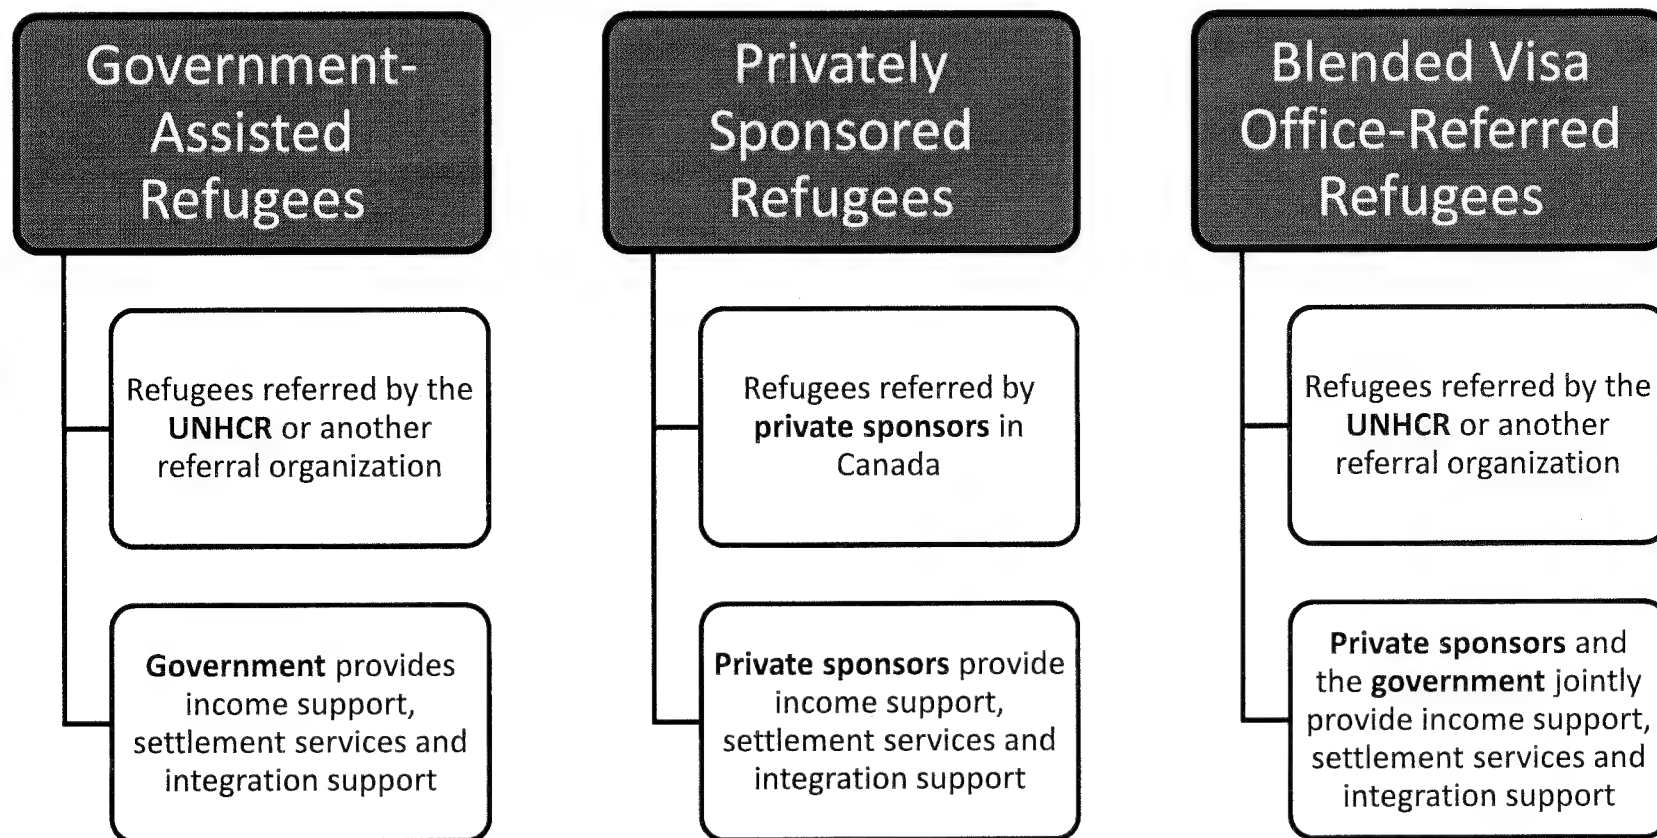 Government-
Assisted
Refugees
Refugees referred by the
UNHCR or another
referral organization
Government provides
income support,
settlement services and
integration support
Privately
Sponsored
Refugees
Refugees referred by
private sponsors in
Canada
Private sponsors provide
income support,
settlement services and
integration support
Blended Visa
Office-Referred
Refugees
Refugees referred by the
UNHCR or another
referral organization
Private sponsors and
the government jointly
provide income support,
settlement services and
integration support